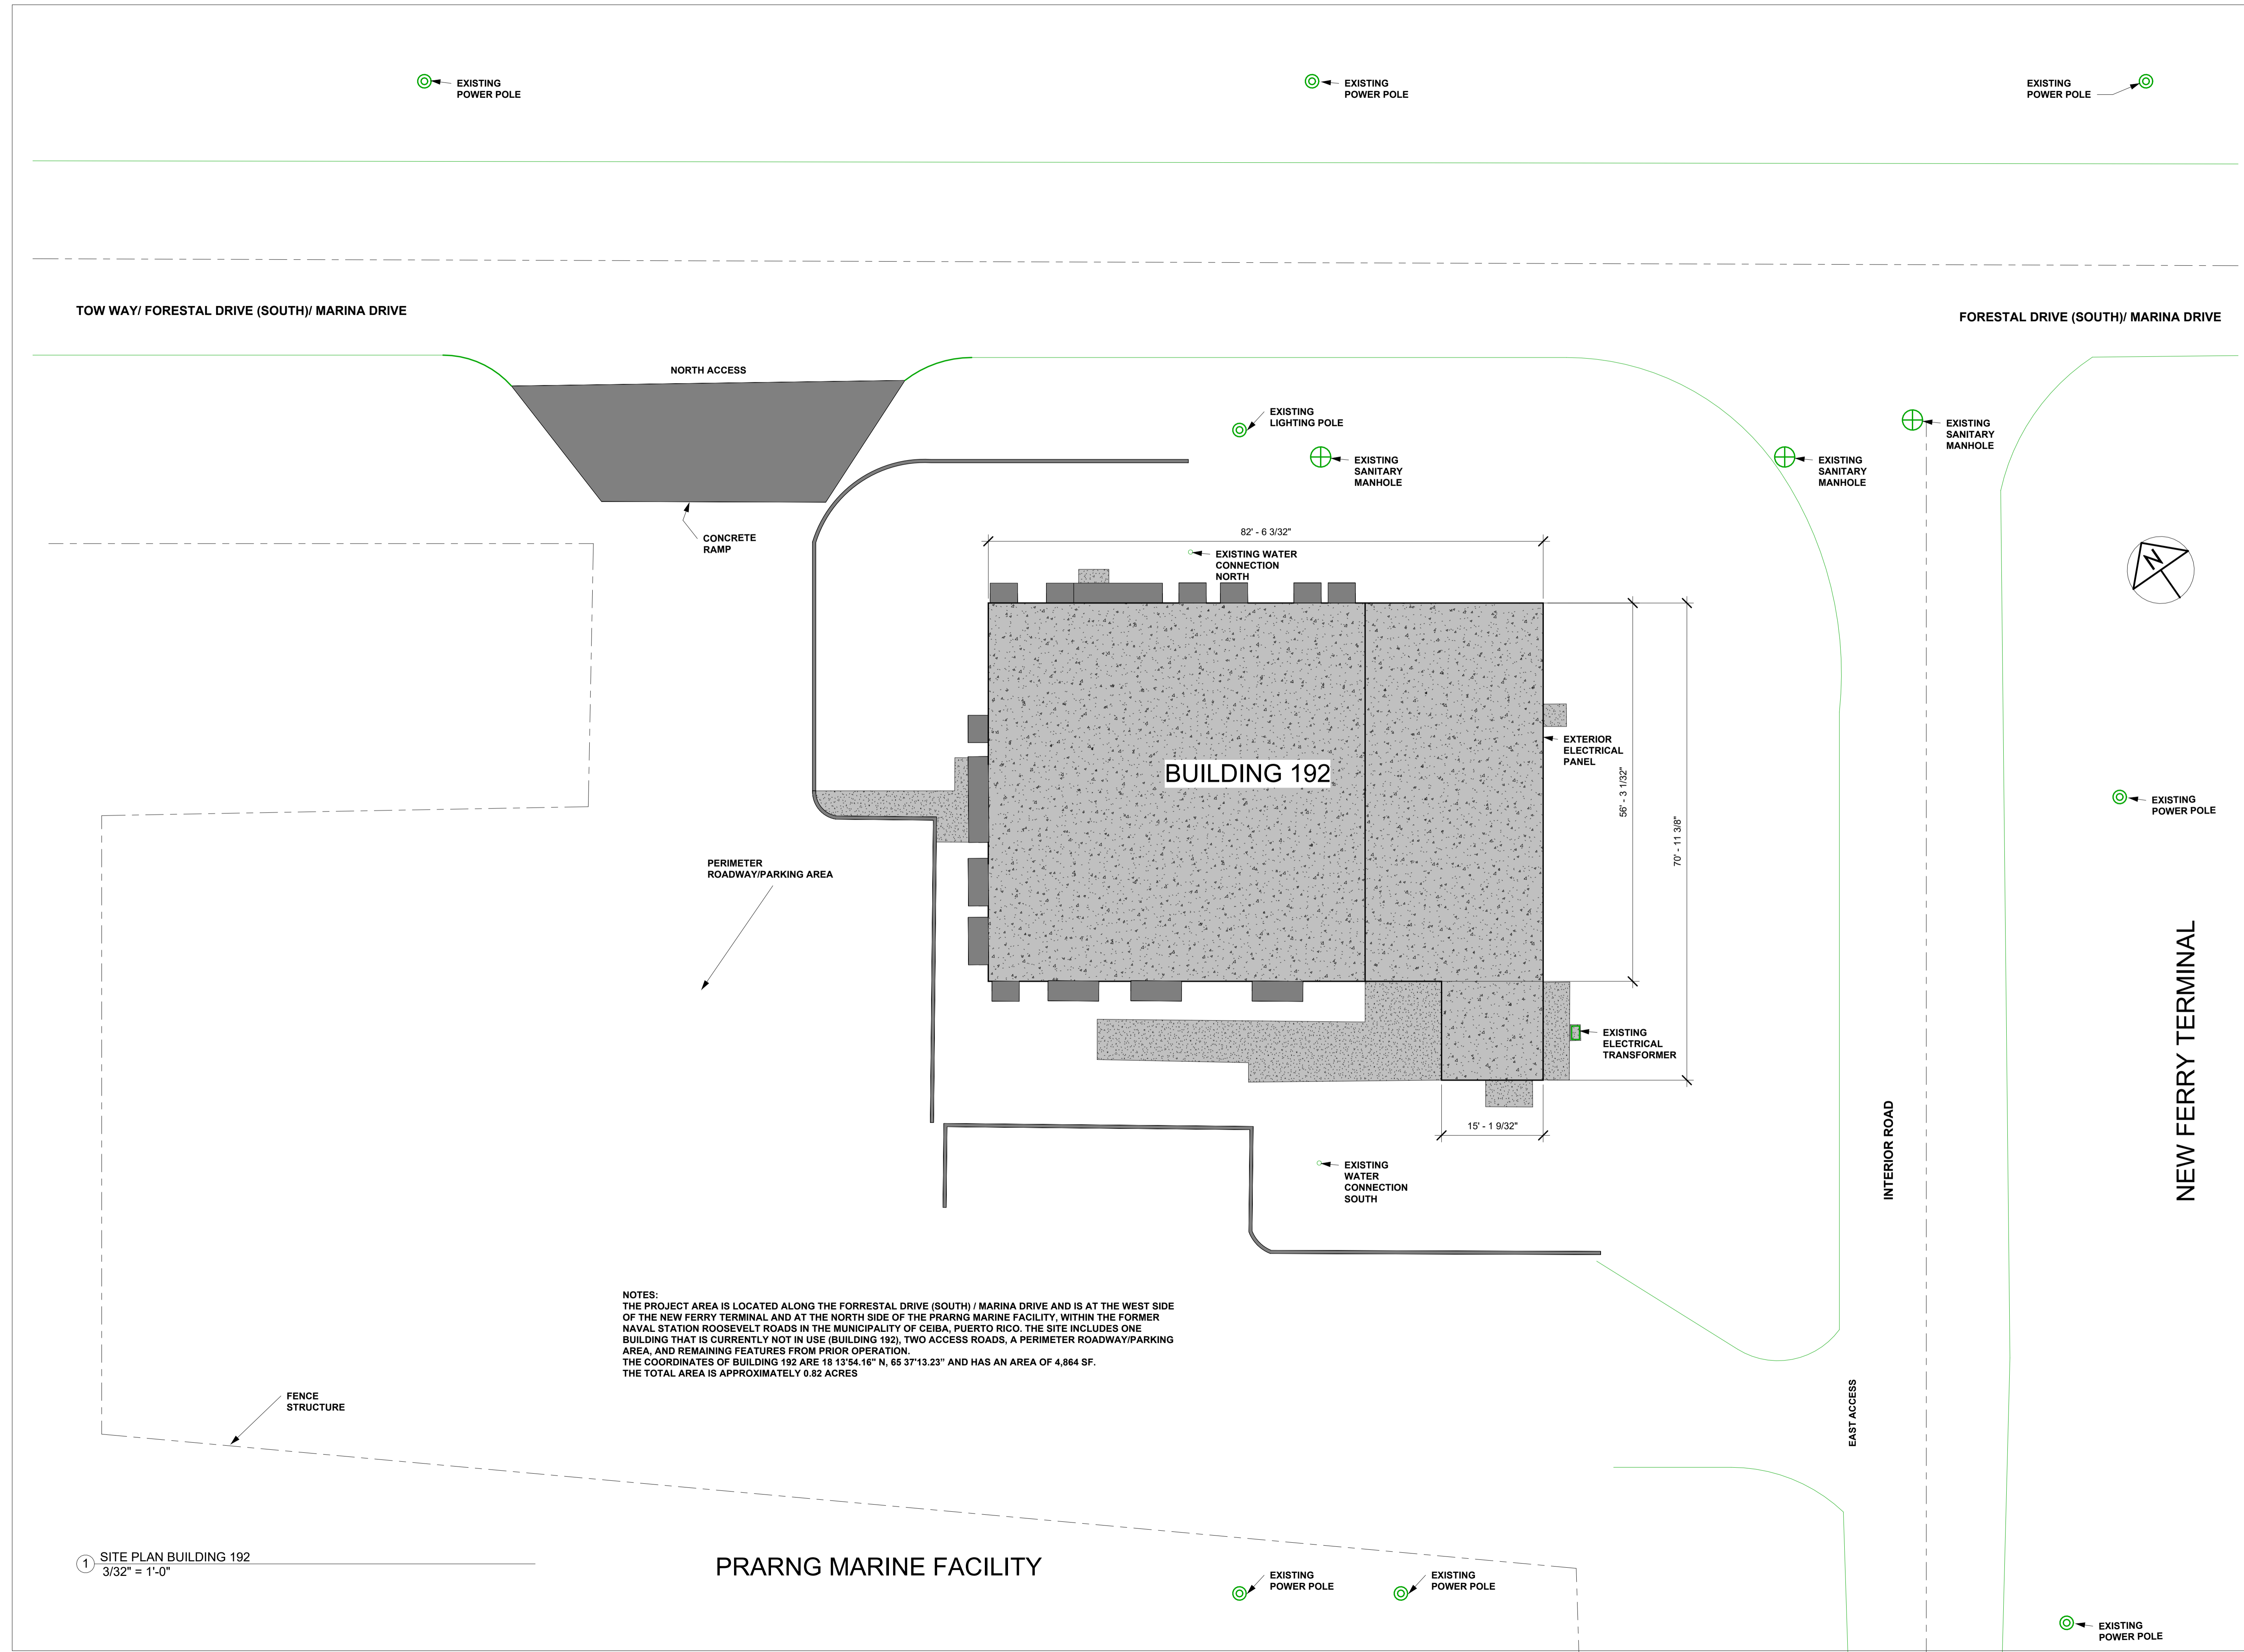 EXISTING
POWER POLE
EXISTING
POWER POLE
EXISTING
POWER POLE
TOW WAY/ FORESTAL DRIVE (SOUTH)/ MARINA DRIVE
FORESTAL DRIVE (SOUTH)/ MARINA DRIVE
NORTH ACCESS
EXISTING
LIGHTING POLE
EXISTING
SANITARY
MANHOLE
EXISTING
SANITARY
MANHOLE
EXISTING
SANITARY
MANHOLE
CONCRETE
RAMP
82' - 6 3/32"
EXISTING WATER
CONNECTION
NORTH
N
BUILDING 192
EXTERIOR
ELECTRICAL
PANEL
56' - 3 1/32"
70' - 11 3/8"
EXISTING
POWER POLE
PERIMETER
ROADWAY/PARKING AREA
EXISTING
ELECTRICAL
TRANSFORMER
15' - 1 9/32"
EXISTING
WATER
CONNECTION
SOUTH
INTERIOR ROAD
NEW FERRY TERMINAL
NOTES:
THE PROJECT AREA IS LOCATED ALONG THE FORRESTAL DRIVE (SOUTH) / MARINA DRIVE AND IS AT THE WEST SIDE
OF THE NEW FERRY TERMINAL AND AT THE NORTH SIDE OF THE PRARNG MARINE FACILITY, WITHIN THE FORMER
NAVAL STATION ROOSEVELT ROADS IN THE MUNICIPALITY OF CEIBA, PUERTO RICO. THE SITE INCLUDES ONE
BUILDING THAT IS CURRENTLY NOT IN USE (BUILDING 192), TWO ACCESS ROADS, A PERIMETER ROADWAY/PARKING
AREA, AND REMAINING FEATURES FROM PRIOR OPERATION.
THE COORDINATES OF BUILDING 192 ARE 18 13'54.16" N, 65 37'13.23” AND HAS AN AREA OF 4,864 SF.
THE TOTAL AREA IS APPROXIMATELY 0.82 ACRES
FENCE
STRUCTURE
EAST ACCESS
1
SITE PLAN BUILDING 192
3/32" = 1'-0"
PRARNG MARINE FACILITY
EXISTING
POWER POLE
EXISTING
POWER POLE
EXISTING
POWER POLE